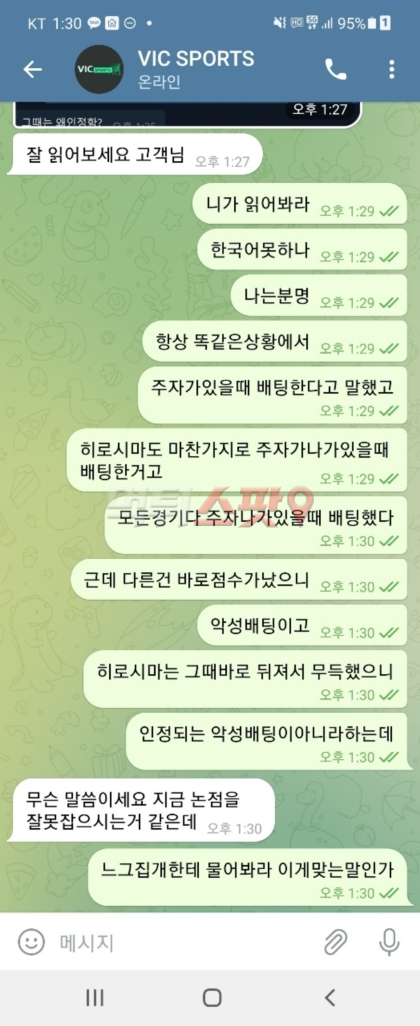 KT 1:30
HD 5G 95% 1
VIC SPORTS
VIC SPORTS
온라인
오후 1:27
그때는 왜인정함?
잘 읽어보세요 고객님 오후 1:27
니가 읽어봐라 오후 1:29
한국어못하나 오후 1:29
나는분명 오후 1:29
항상 똑같은상황에서 오후 1:29
주자가있을때 배팅한다고 말했고
오후 1:29
히로시마도 마찬가지로 주자가나가있을때
배팅한거고 오후 1:29
먹튀스팟9
모든경기다 주자나가있을때 배팅했다
오후 1:30
근데 다른건 바로점수가났으니 오후 1:30
악성배팅이고 오후 1:30
히로시마는 그때바로 뒤져서 무득했으니
오후 1:30
인정되는 악성배팅이아니라하는데
오후 1:30
무슨 말씀이세요 지금 논점을
잘못잡으시는거 같은데 오후 1:30
느그집개한테 물어봐라 이게맞는말인가
오후 1:30
메시지